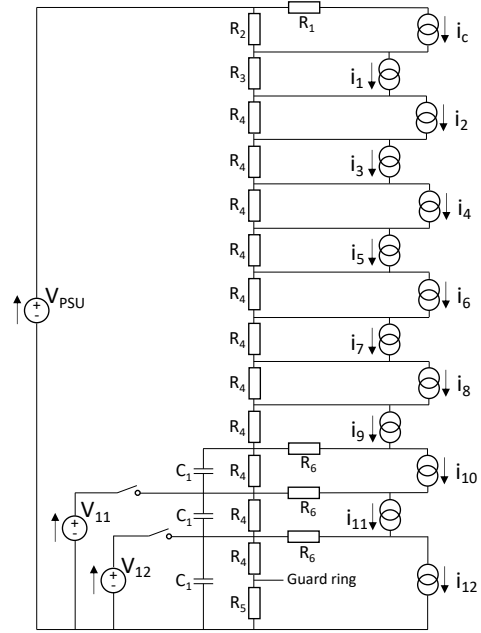 R1
R2
ic
R3
i1
R4
i2
R4
i3
R4
i4
R4
i5
VPSU
R4
i6
R4
i7
R4
i8
R4
i9
C1
R4
R6
i10
V11
R6
C1
R4
i11
V12
R6
C1
R4
Guard ring
i12
R5
+
-
+
-
+
-